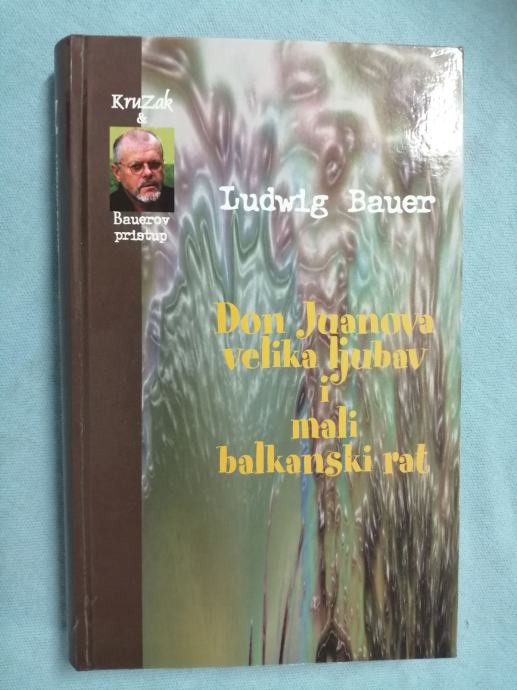 KruZak
&
Bauerov
pristup
Ludwig Bauer
Don Juanova
velika ljubav
i
mali
balkanski rat